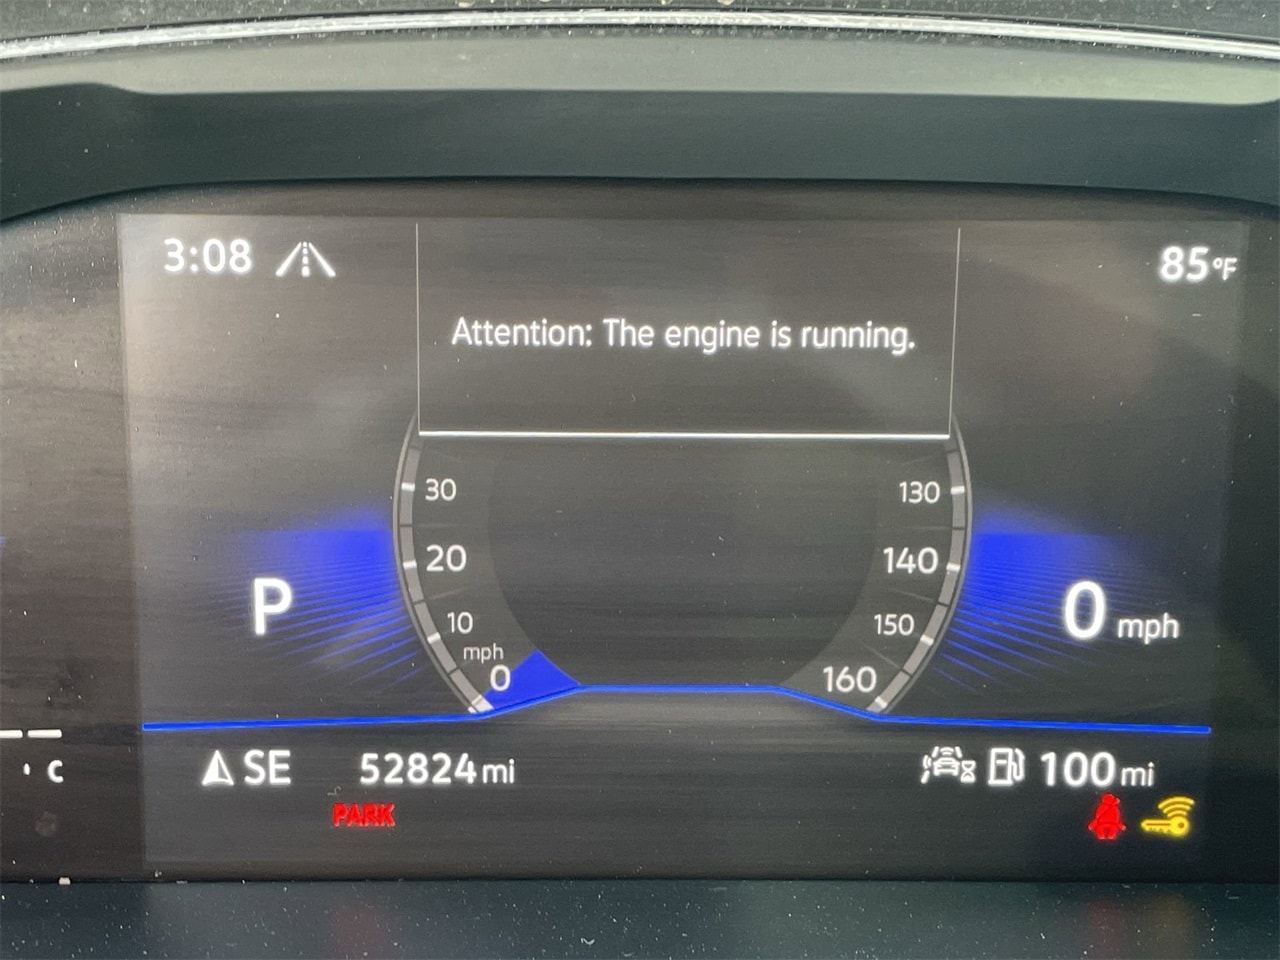 3:08
85°F
Attention: The engine is running.
30
130
20
140
10
150
mph
0
160
P
0 mph
C
SE
52824 mi
100 mi
PARK